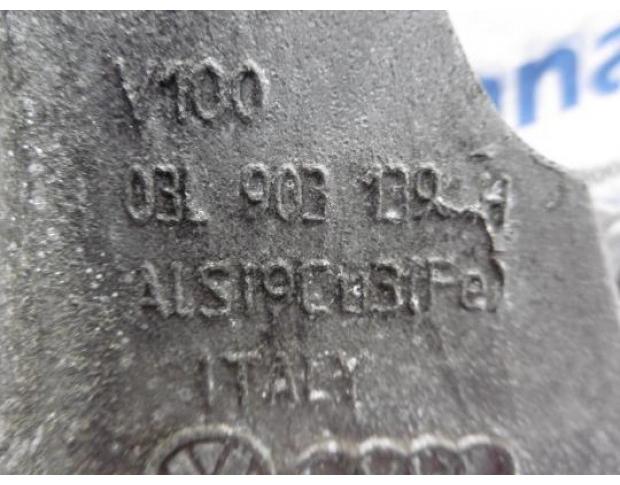 V100
03L 903 139 H
ALSI9CU3(Fe)
ITALY